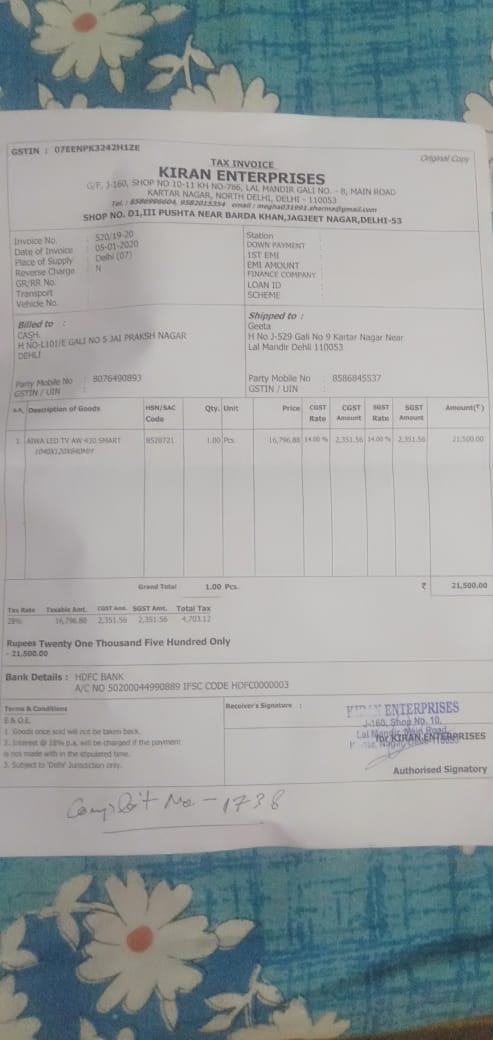 GSTIN : 07EENPK3242H1ZE
Original Copy
TAX INVOICE
KIRAN ENTERPRISES
G/F, J-160, SHOP NO 10-11 KH NO-766, LAL MANDIR GALI NO. - 8, MAIN ROAD
KARTAR NAGAR, NORTH DELHI, DELHI - 110053
Tel. : 8586996604, 9582015354 email : megha031991.sharma@gmail.com
SHOP NO. D1,III PUSHTA NEAR BARDA KHAN,JAGJEET NAGAR,DELHI-53
Invoice No. : 520/19-20
Date of Invoice : 05-01-2020
Place of Supply : Delhi (07)
Reverse Charge : N
GR/RR No. :
Transport :
Vehicle No. :
Station :
DOWN PAYMENT :
1ST EMI :
EMI AMOUNT :
FINANCE COMPANY :
LOAN ID :
SCHEME :
Billed to :
CASH.
H NO-L101/E GALI NO 5 JAI PRAKSH NAGAR
DEHLI
Party Mobile No : 8076490893
GSTIN / UIN :
Shipped to :
Geeta
H No J-529 Gali No 9 Kartar Nagar Near
Lal Mandir Dehli 110053
Party Mobile No : 8586845537
GSTIN / UIN :
S.N. Description of Goods HSN/SAC Code Qty. Unit Price CGST Rate CGST Amount SGST Rate SGST Amount Amount(₹)
1. AIWA LED TV AW 430 SMART 8528721 1.00 Pcs. 16,796.88 14.00 % 2,351.56 14.00 % 2,351.56 21,500.00
1040X120X640MM
Grand Total 1.00 Pcs. ₹ 21,500.00
Tax Rate Taxable Amt. CGST Amt. SGST Amt. Total Tax
28% 16,796.88 2,351.56 2,351.56 4,703.12
Rupees Twenty One Thousand Five Hundred Only
- 21,500.00
Bank Details : HDFC BANK
A/C NO 50200044990889 IFSC CODE HDFC0000003
Terms & Conditions
E.& O.E.
1. Goods once sold will not be taken back.
2. Interest @ 18% p.a. will be charged if the payment
is not made with in the stipulated time.
3. Subject to 'Delhi' Jurisdiction only.
Receiver's Signature :
KIRAN ENTERPRISES
J-160, Shop No. 10,
Lal Mandir, Main Road
for KIRAN ENTERPRISES
Authorised Signatory
Compleit No - 1738